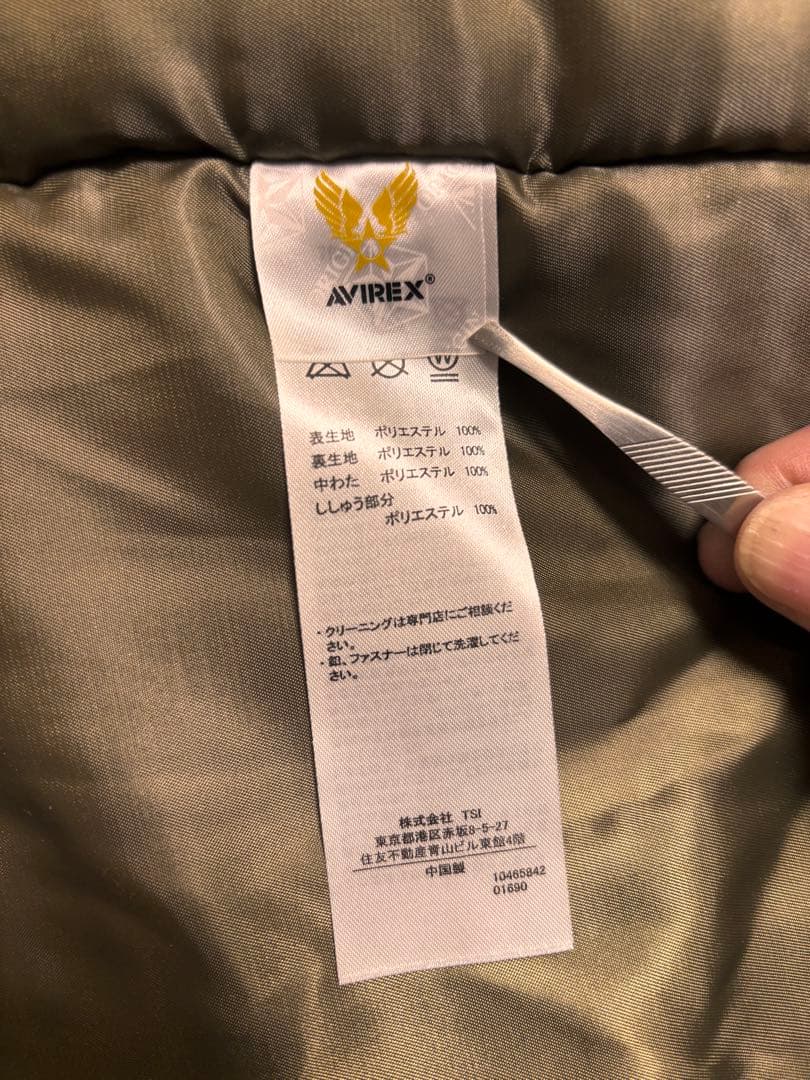 AVIREX®
W
表生地 ポリエステル 100%
裏生地 ポリエステル 100%
中わた ポリエステル 100%
ししゅう部分
ポリエステル 100%
・クリーニングは専門店にご相談くだ
さい。
・釦、ファスナーは閉じて洗濯してくだ
さい。
株式会社 TSI
東京都港区赤坂8-5-27
住友不動産青山ビル東館4階
中国製
10465842
01690